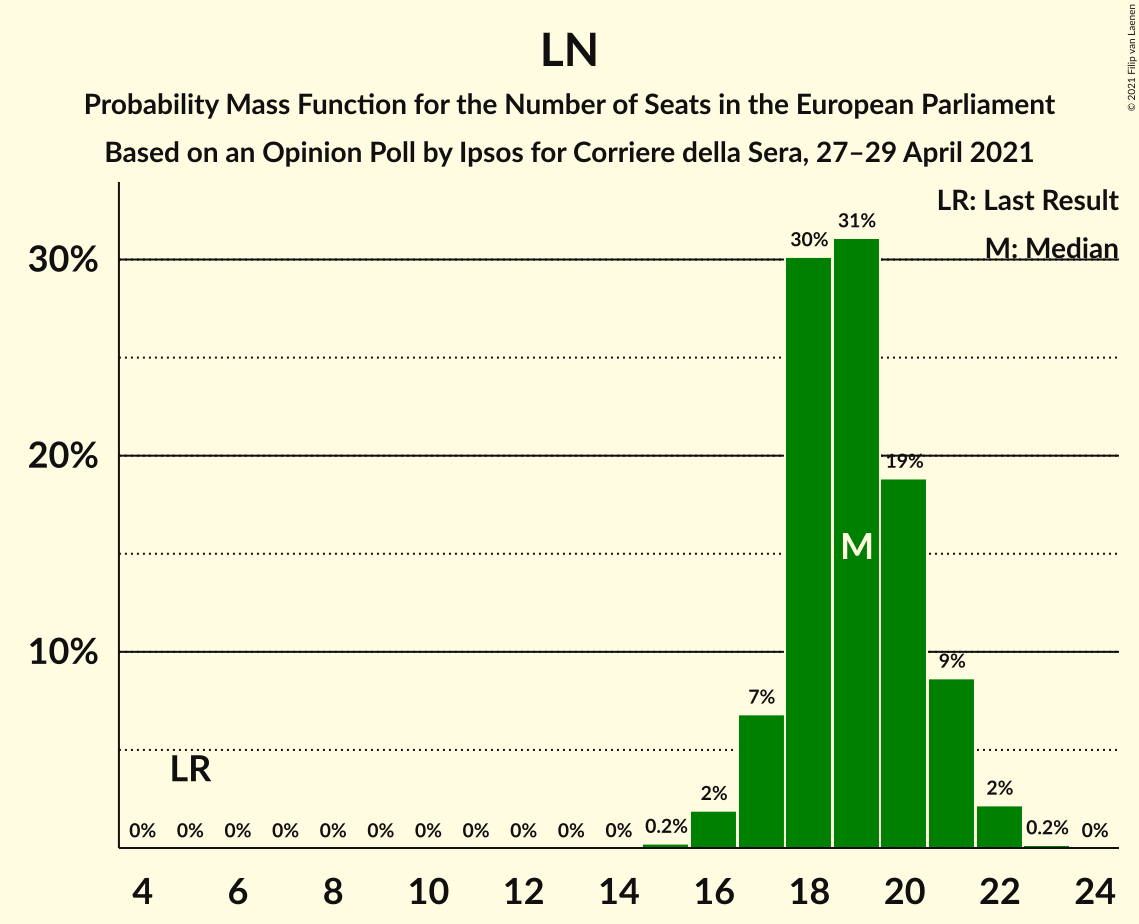 LN
Probability Mass Function for the Number of Seats in the European Parliament
Based on an Opinion Poll by Ipsos for Corriere della Sera, 27–29 April 2021
© 2021 Filip van Laenen
LR: Last Result
M: Median
30%
20%
10%
0% 0% 0% 0% 0% 0% 0% 0% 0% 0% 0% 0.2% 2% 7% 30% 31% 19% 9% 2% 0.2% 0%
LR
M
4 6 8 10 12 14 16 18 20 22 24